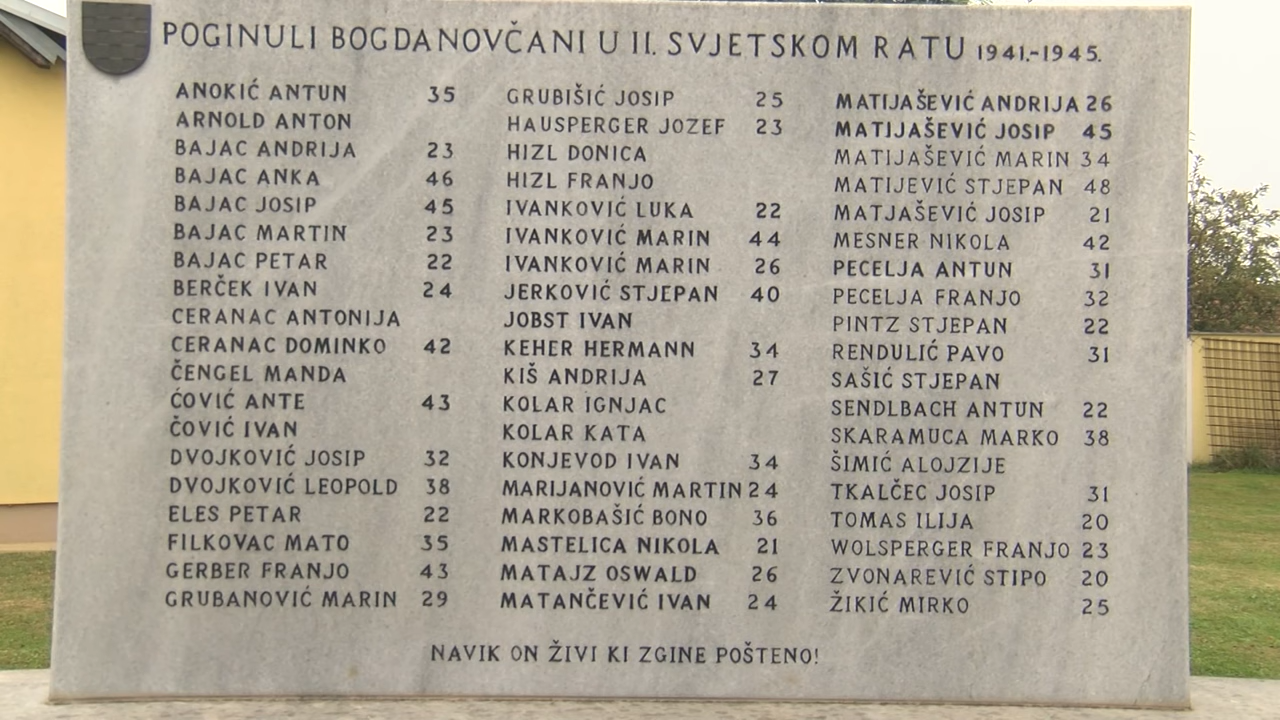 POGINULI BOGDANOVČANI U II. SVJETSKOM RATU 1941.-1945.
ANOKIĆ ANTUN 35
ARNOLD ANTON
BAJAC ANDRIJA 23
BAJAC ANKA 46
BAJAC JOSIP 45
BAJAC MARTIN 23
BAJAC PETAR 22
BERČEK IVAN 24
CERANAC ANTONIJA
CERANAC DOMINKO 42
ČENGEL MANDA
ĆOVIĆ ANTE 43
ČOVIĆ IVAN
DVOJKOVIĆ JOSIP 32
DVOJKOVIĆ LEOPOLD 38
ELES PETAR 22
FILKOVAC MATO 35
GERBER FRANJO 43
GRUBANOVIĆ MARIN 29
GRUBIŠIĆ JOSIP 25
HAUSPERGER JOZEF 23
HIZL DONICA
HIZL FRANJO
IVANKOVIĆ LUKA 22
IVANKOVIĆ MARIN 44
IVANKOVIĆ MARIN 26
JERKOVIĆ STJEPAN 40
JOBST IVAN
KEHER HERMANN 34
KIŠ ANDRIJA 27
KOLAR IGNJAC
KOLAR KATA
KONJEVOD IVAN 34
MARIJANOVIĆ MARTIN 24
MARKOBAŠIĆ BONO 36
MASTELICA NIKOLA 21
MATAJZ OSWALD 26
MATANČEVIĆ IVAN 24
MATIJAŠEVIĆ ANDRIJA 26
MATIJAŠEVIĆ JOSIP 45
MATIJAŠEVIĆ MARIN 34
MATIJEVIĆ STJEPAN 48
MATJAŠEVIĆ JOSIP 21
MESNER NIKOLA 42
PECELJA ANTUN 31
PECELJA FRANJO 32
PINTZ STJEPAN 22
RENDULIĆ PAVO 31
SAŠIĆ STJEPAN
SENDLBACH ANTUN 22
SKARAMUCA MARKO 38
ŠIMIĆ ALOJZIJE
TKALČEC JOSIP 31
TOMAS ILIJA 20
WOLSPERGER FRANJO 23
ZVONAREVIĆ STIPO 20
ŽIKIĆ MIRKO 25
NAVIK ON ŽIVI KI ZGINE POŠTENO!